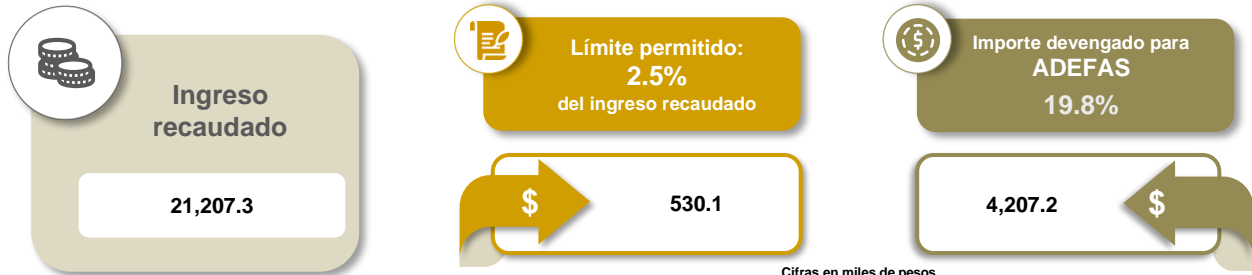 Ingreso
recaudado
21,207.3
Límite permitido:
2.5%
del ingreso recaudado
$
530.1
Importe devengado para
ADEFAS
19.8%
4,207.2
$
Cifras en miles de pesos